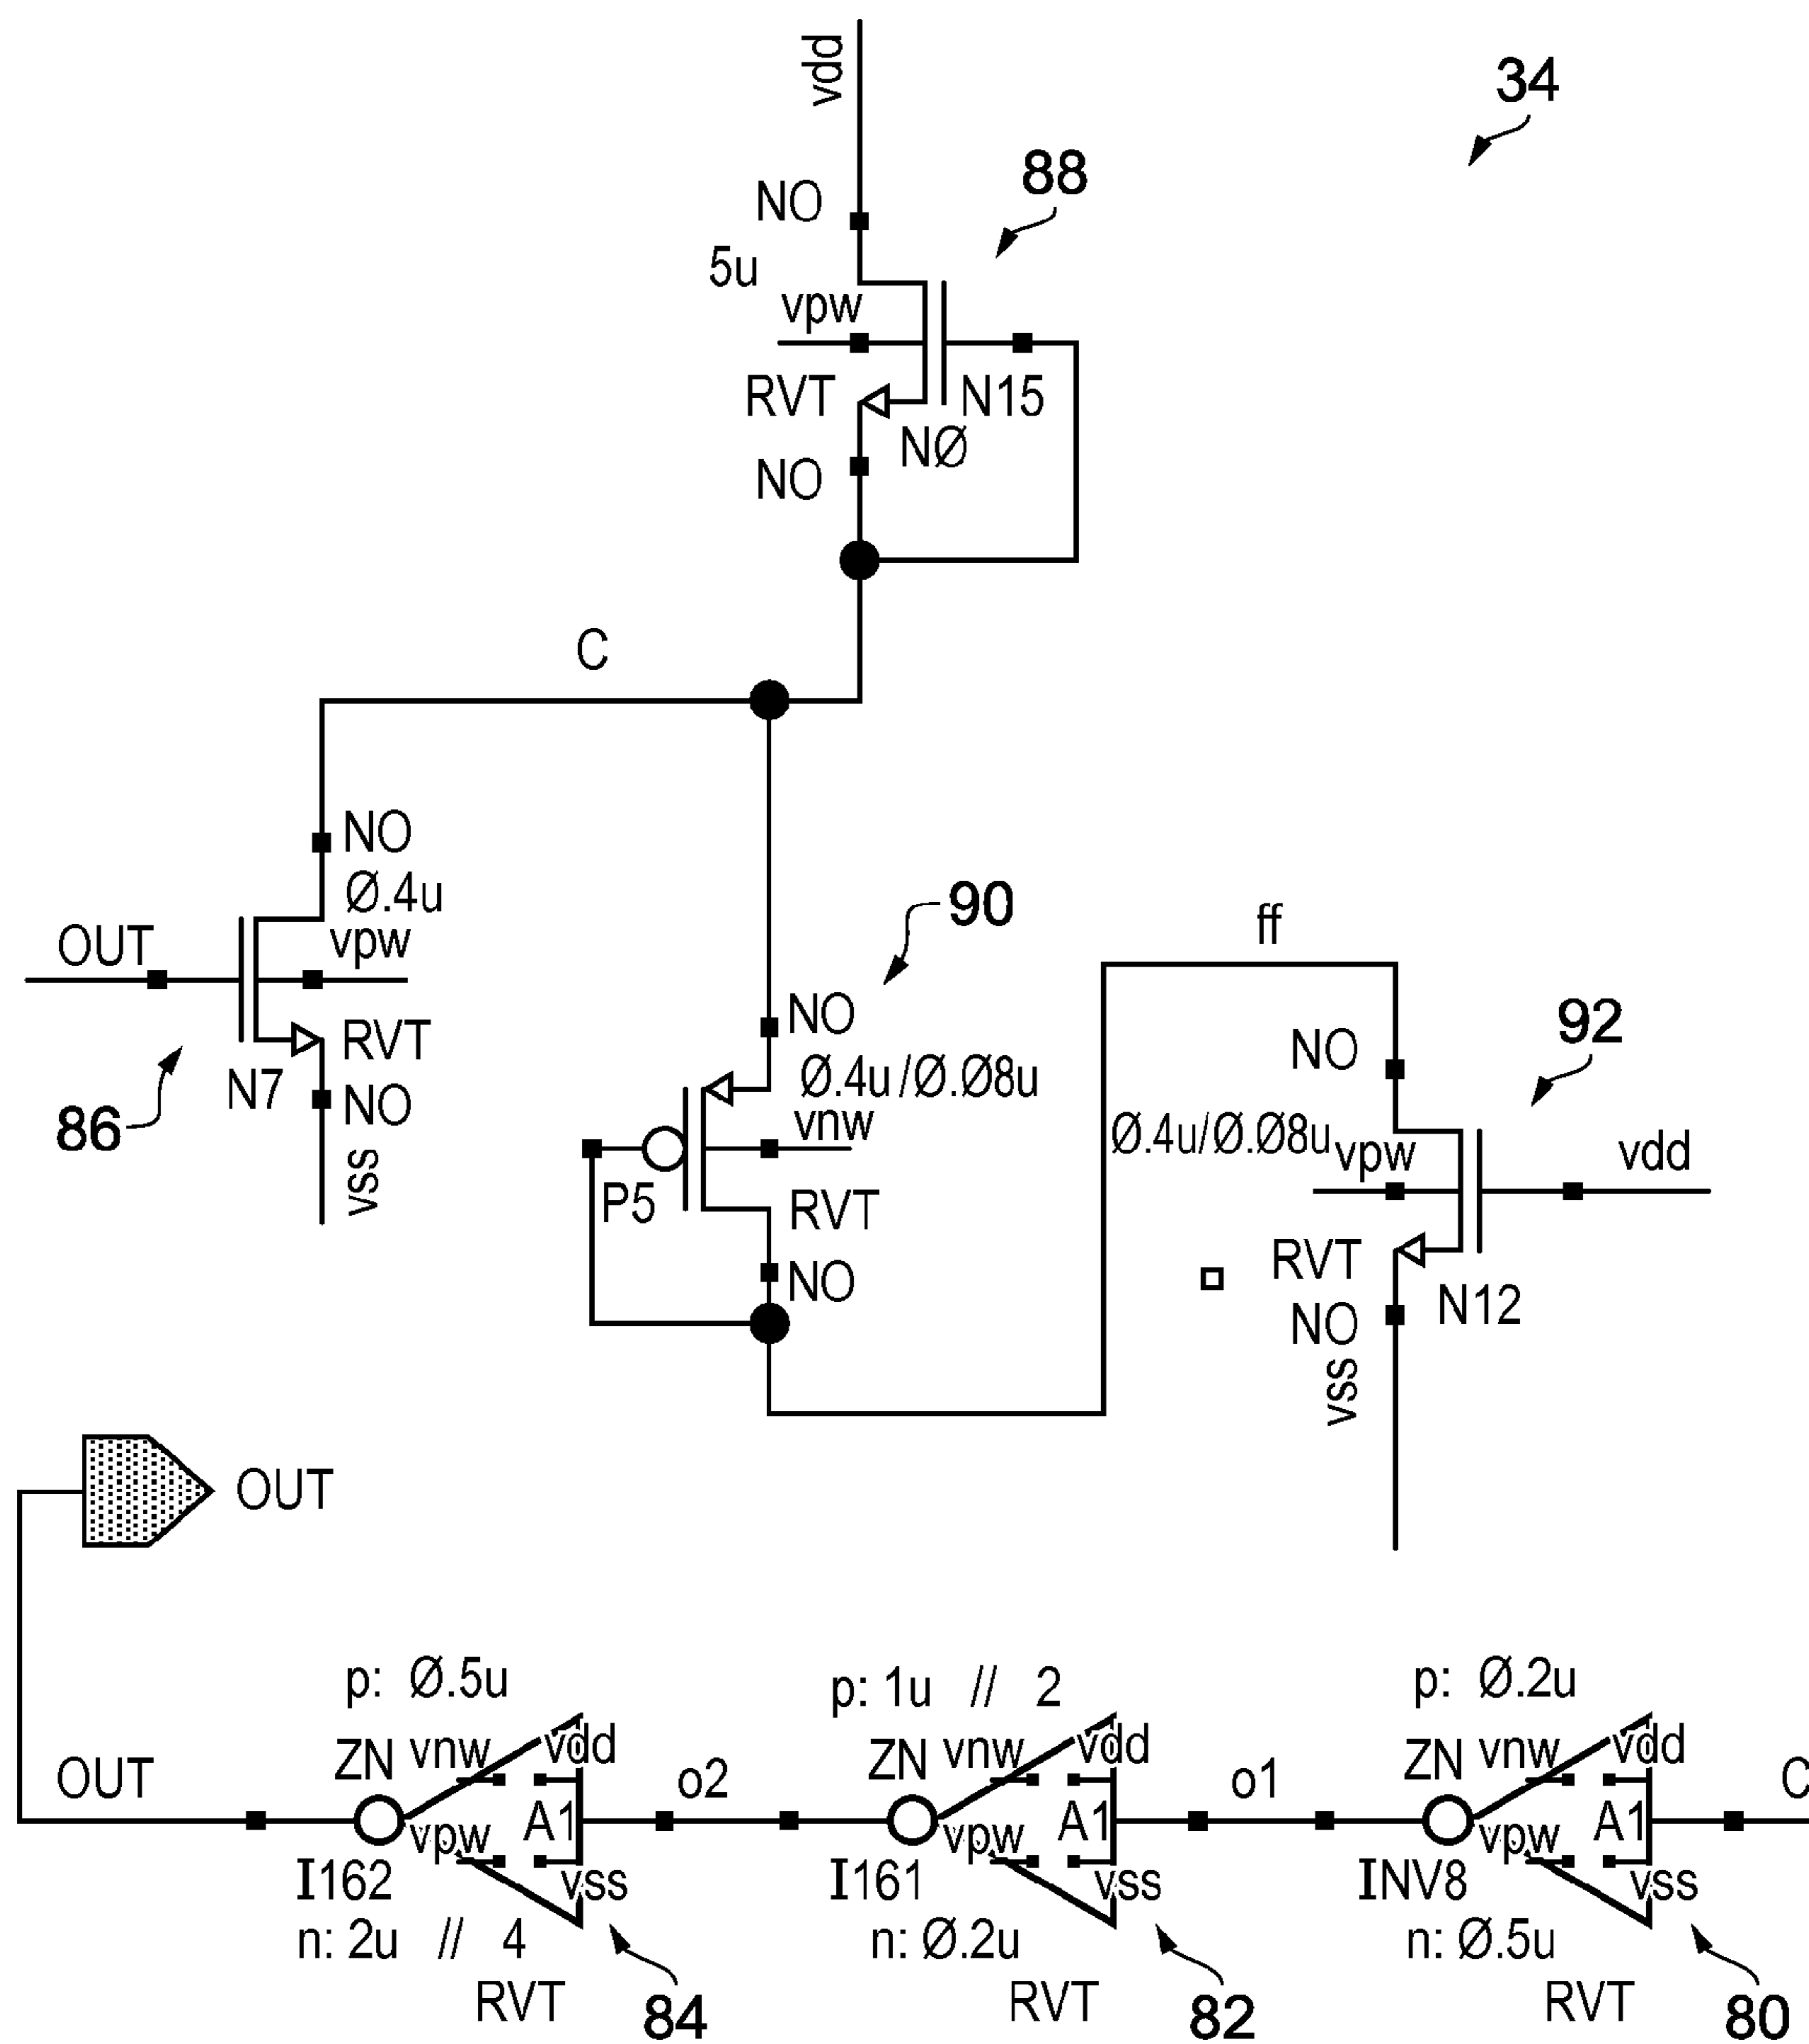 vdd
34
88
NO
5u
vpw
RVT
N15
NØ
NO
C
NO
Ø.4u
OUT
vpw
RVT
N7
NO
86
vss
90
NO
Ø.4u/Ø.Ø8u
vnw
P5
RVT
NO
ff
92
NO
Ø.4u/Ø.Ø8u
vpw
vdd
RVT
N12
NO
vss
OUT
p: Ø.5u
p: 1u // 2
p: Ø.2u
OUT
ZN
vnw
vdd
o2
ZN
vnw
vdd
o1
ZN
vnw
vdd
C
vpw
A1
vpw
A1
vpw
A1
I162
vss
I161
vss
INV8
vss
n: 2u // 4
n: Ø.2u
n: Ø.5u
RVT
84
RVT
82
RVT
80